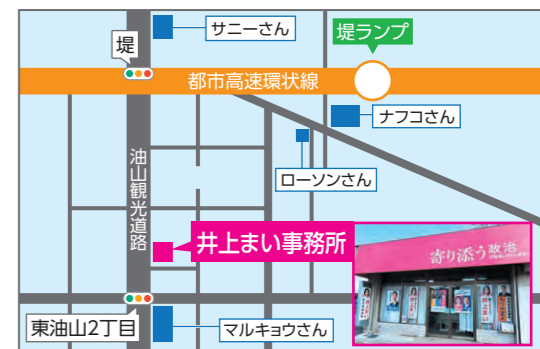 サニーさん
堤ランプ
堤
都市高速環状線
ナフコさん
ローソンさん
油山観光道路
井上まい事務所
寄り添う政治
東油山2丁目
マルキョウさん